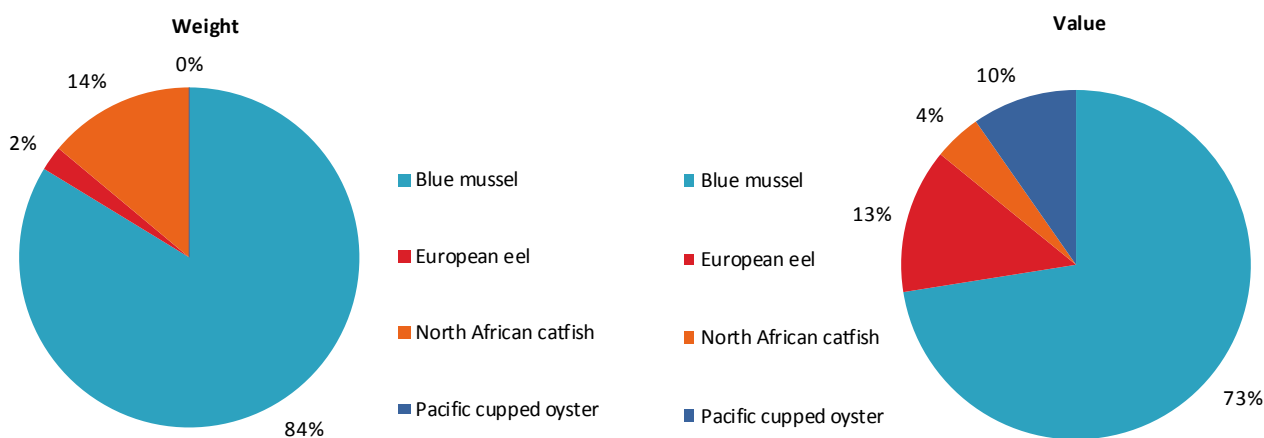 Weight
0%
14%
2%
84%
Blue mussel
European eel
North African catfish
Pacific cupped oyster
Value
10%
4%
13%
73%
Blue mussel
European eel
North African catfish
Pacific cupped oyster